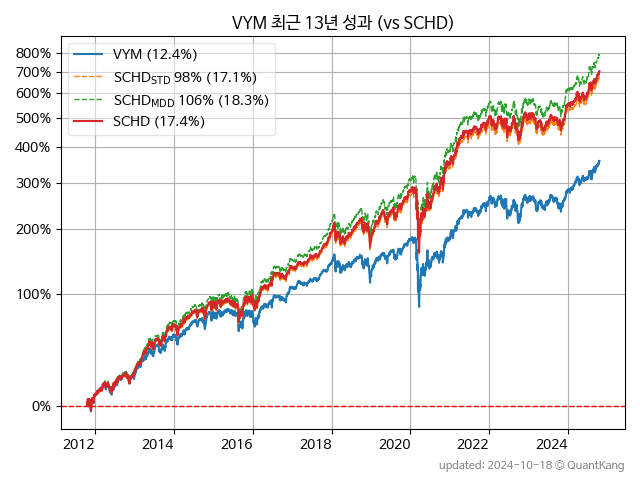 VYM 최근 13년 성과 (vs SCHD)
VYM (12.4%)
SCHD_STD 98% (17.1%)
SCHD_MDD 106% (18.3%)
SCHD (17.4%)
800%
700%
600%
500%
400%
300%
200%
100%
0%
2012 2014 2016 2018 2020 2022 2024
updated: 2024-10-18 © QuantKang